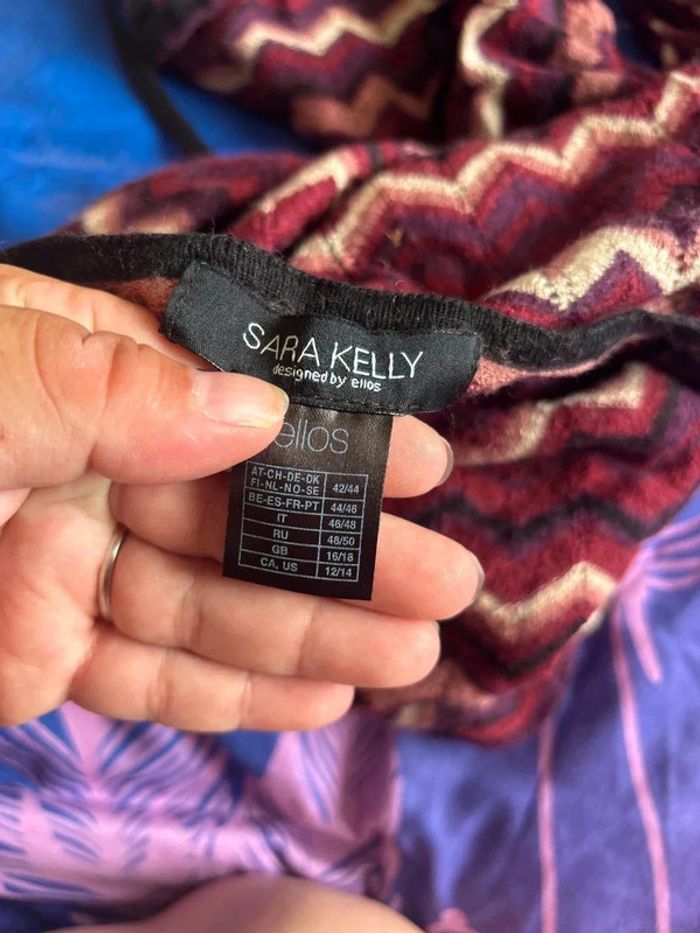 SARA KELLY
designed by ellos
ellos
AT-CH-DE-DK
FI-NL-NO-SE 42/44
BE-ES-FR-PT 44/46
IT 46/48
RU 48/50
GB 16/18
CA, US 12/14